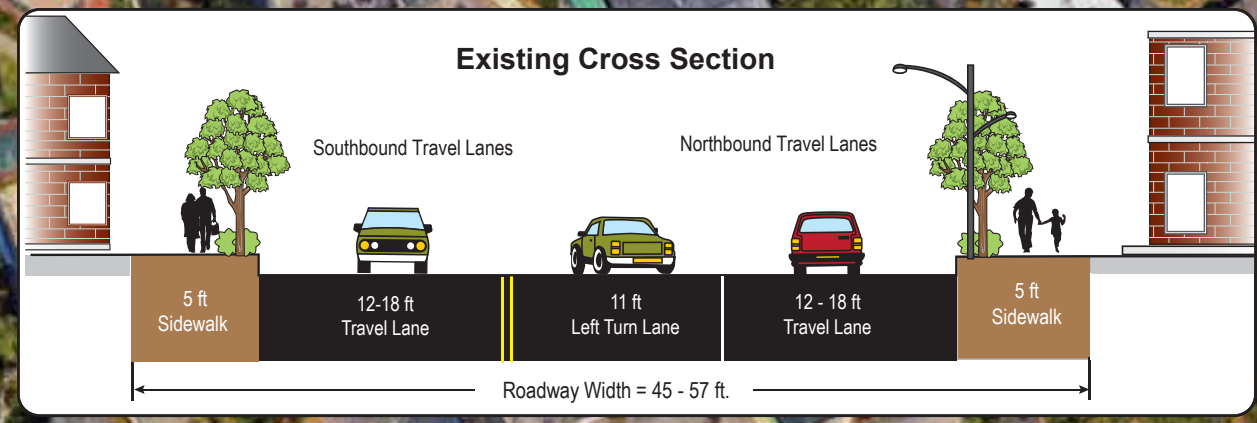 Existing Cross Section
Southbound Travel Lanes
Northbound Travel Lanes
5 ft
Sidewalk
12-18 ft
Travel Lane
11 ft
Left Turn Lane
12 - 18 ft
Travel Lane
5 ft
Sidewalk
Roadway Width = 45 - 57 ft.